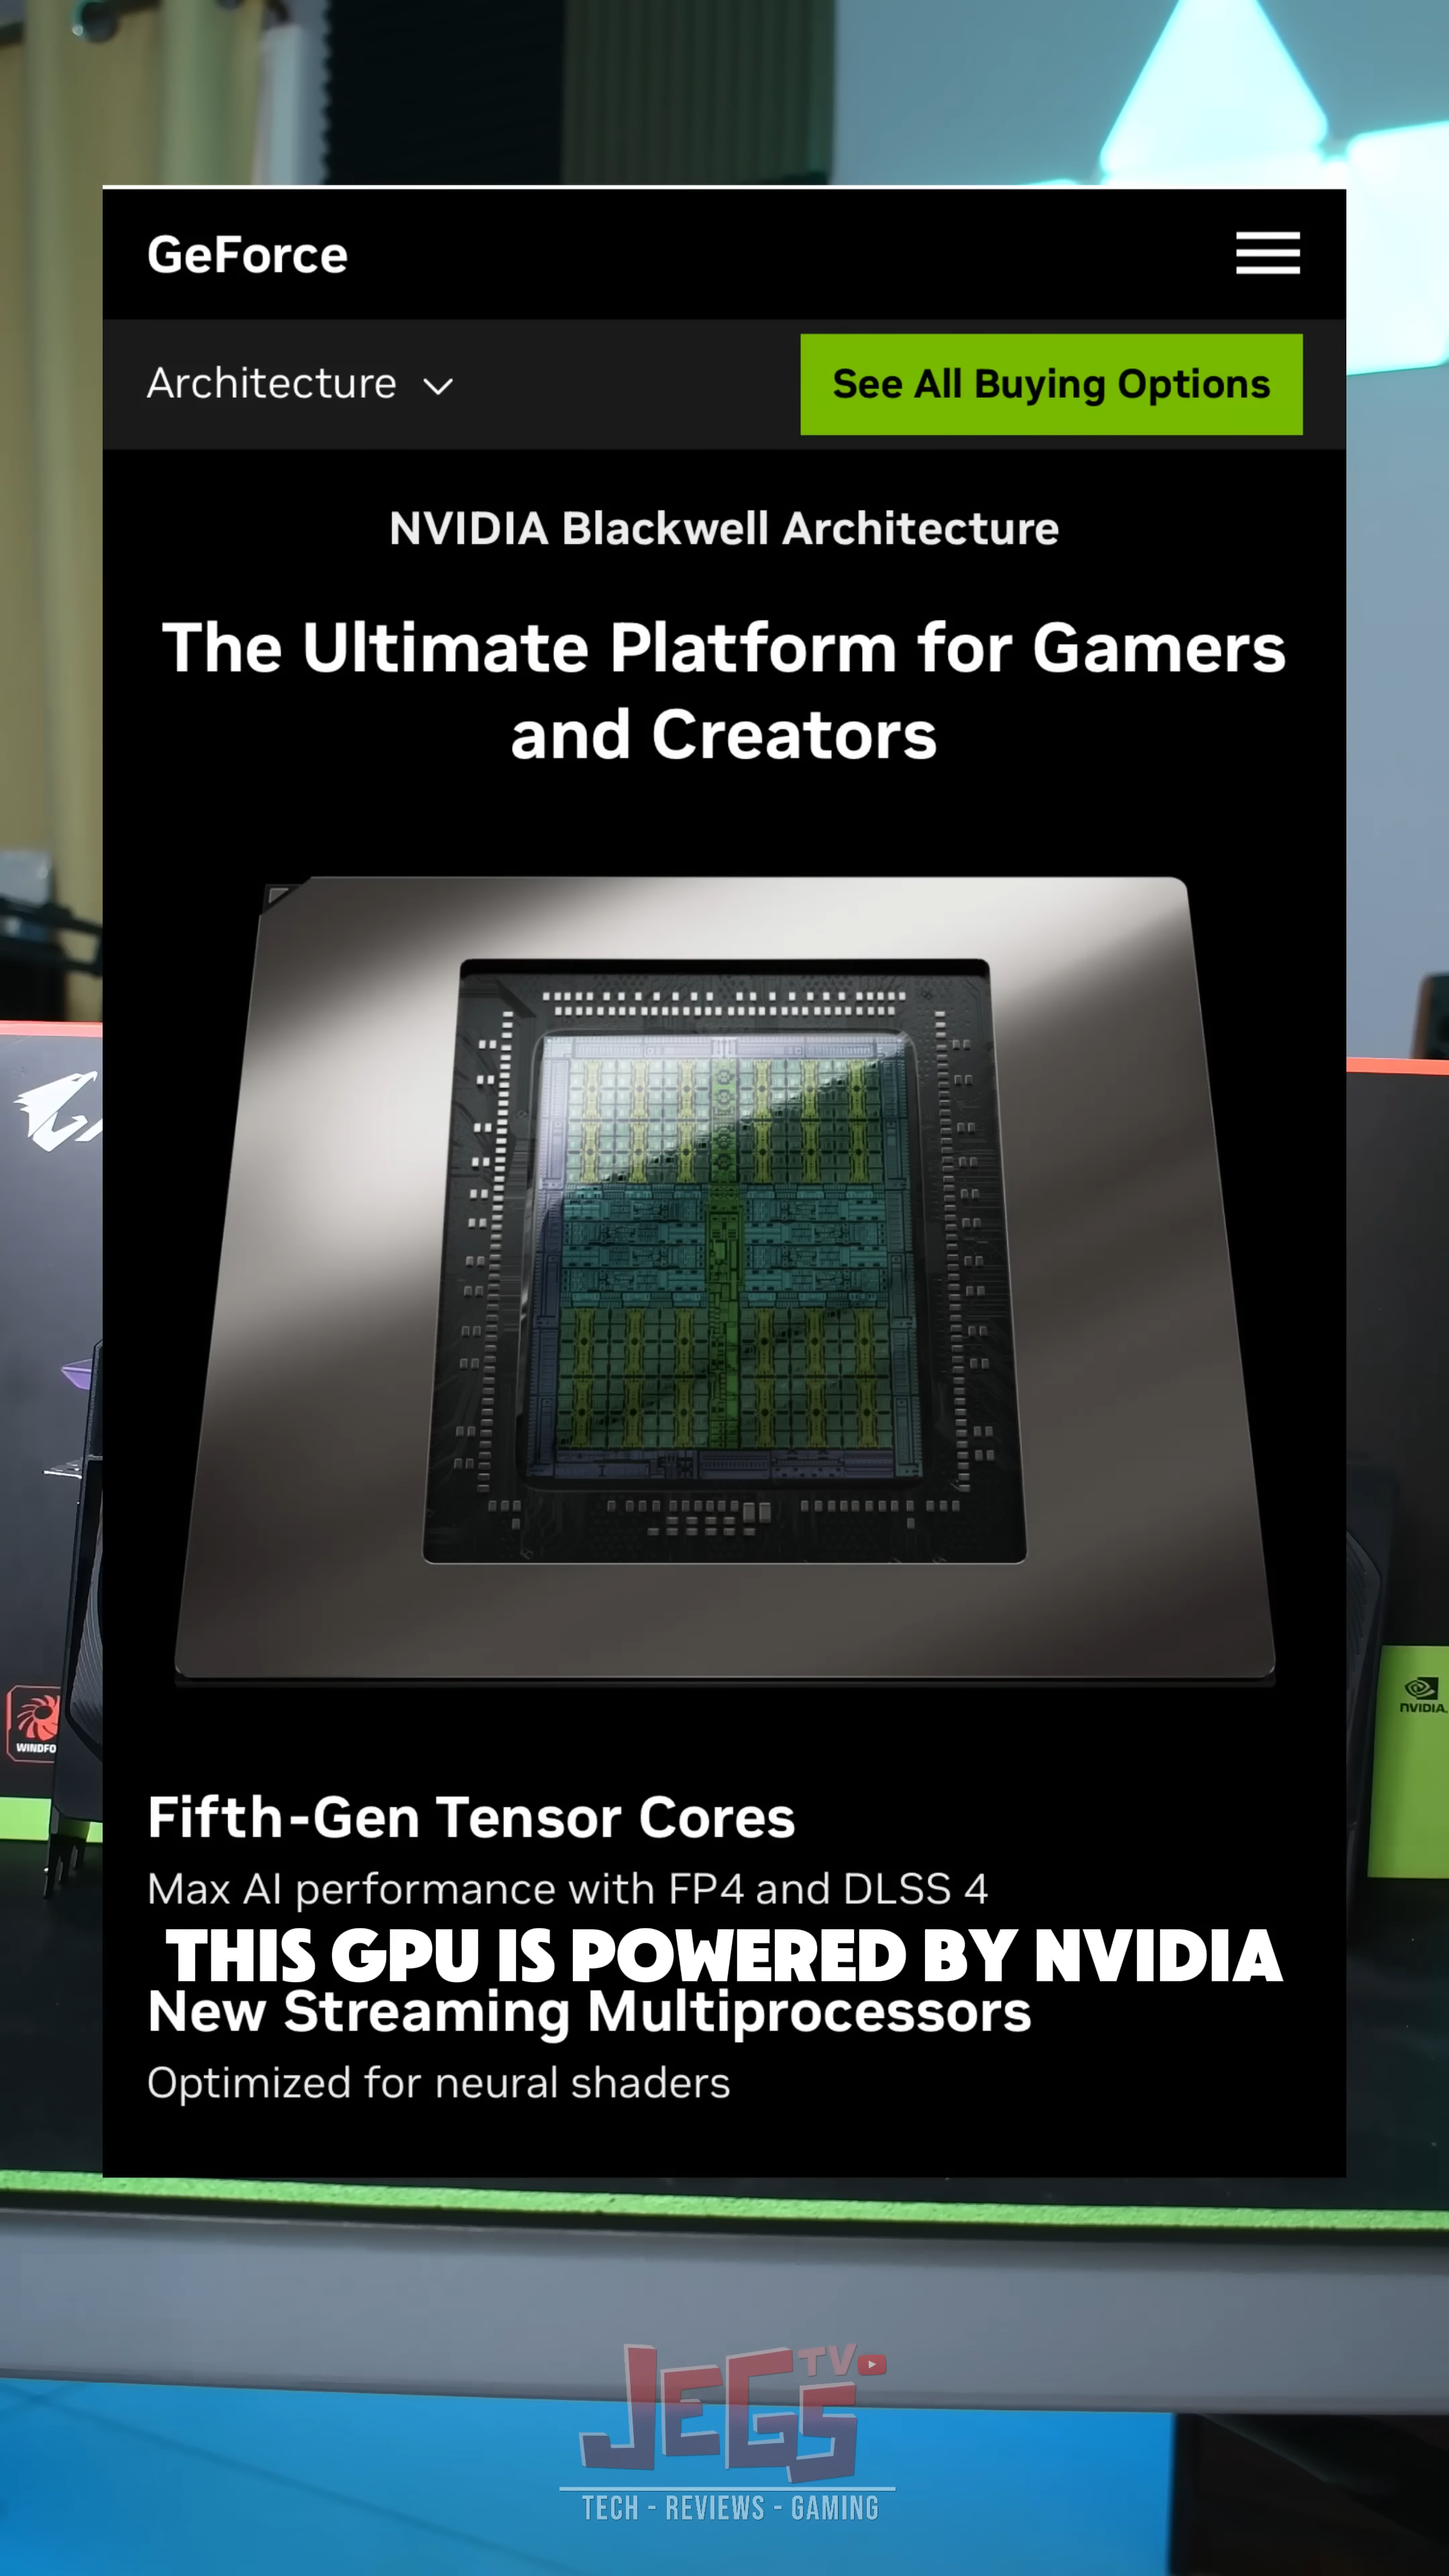 GeForce
Architecture
See All Buying Options
NVIDIA Blackwell Architecture
The Ultimate Platform for Gamers
and Creators
NVIDIA
Fifth-Gen Tensor Cores
Max AI performance with FP4 and DLSS 4
THIS GPU IS POWERED BY NVIDIA
New Streaming Multiprocessors
Optimized for neural shaders
JEGS TV
TECH - REVIEWS - GAMING